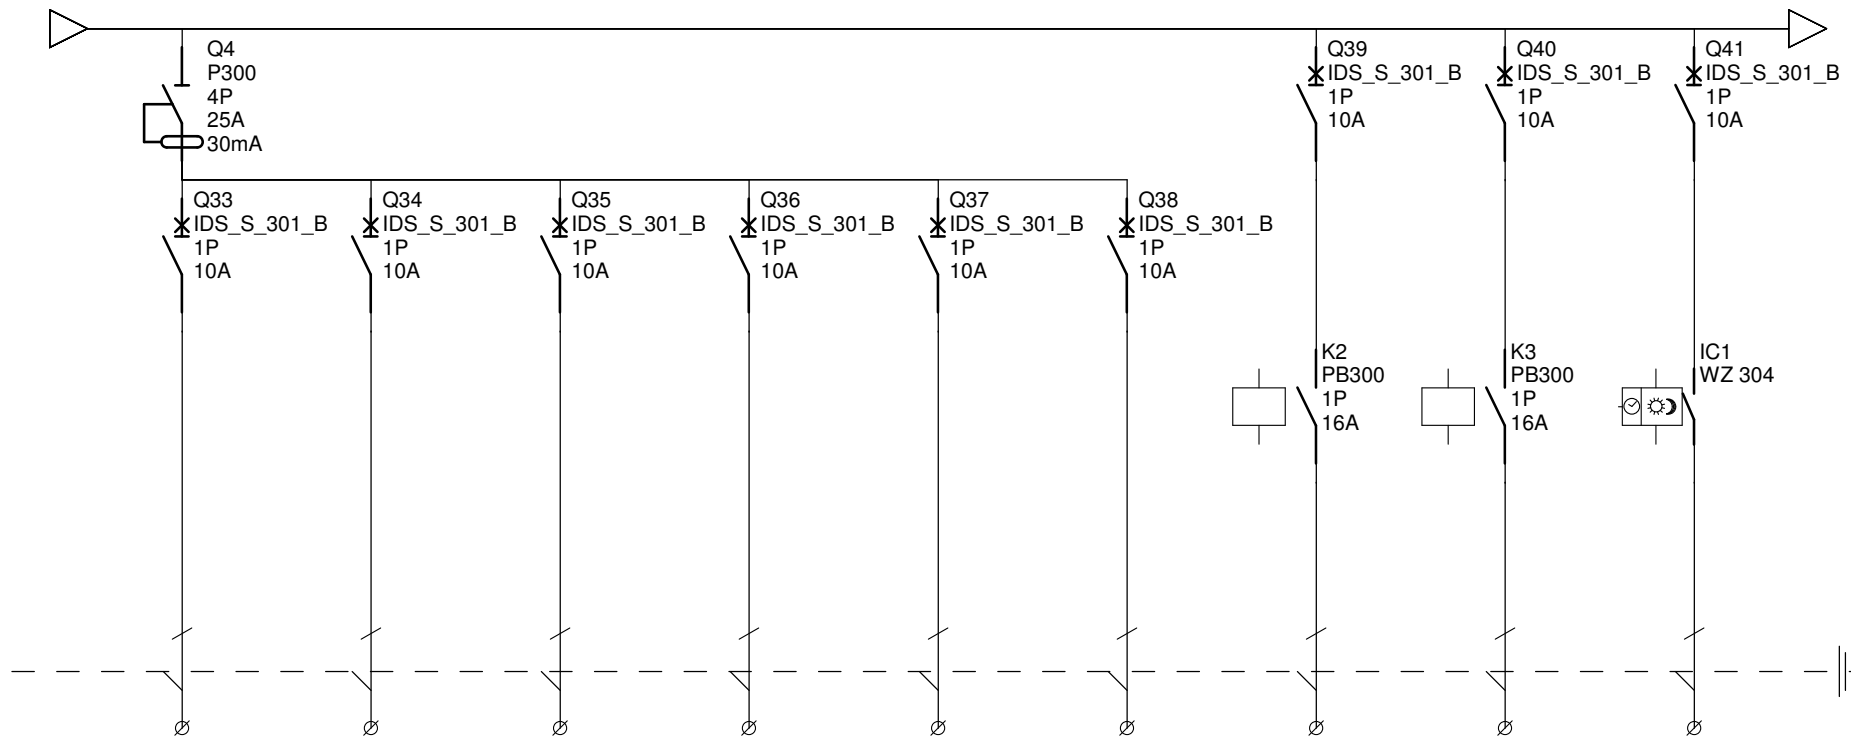 Q4
P300
4P
25A
30mA
Q39
IDS_S_301_B
1P
10A
Q40
IDS_S_301_B
1P
10A
Q41
IDS_S_301_B
1P
10A
Q33
IDS_S_301_B
1P
10A
Q34
IDS_S_301_B
1P
10A
Q35
IDS_S_301_B
1P
10A
Q36
IDS_S_301_B
1P
10A
Q37
IDS_S_301_B
1P
10A
Q38
IDS_S_301_B
1P
10A
K2
PB300
1P
16A
K3
PB300
1P
16A
IC1
WZ 304